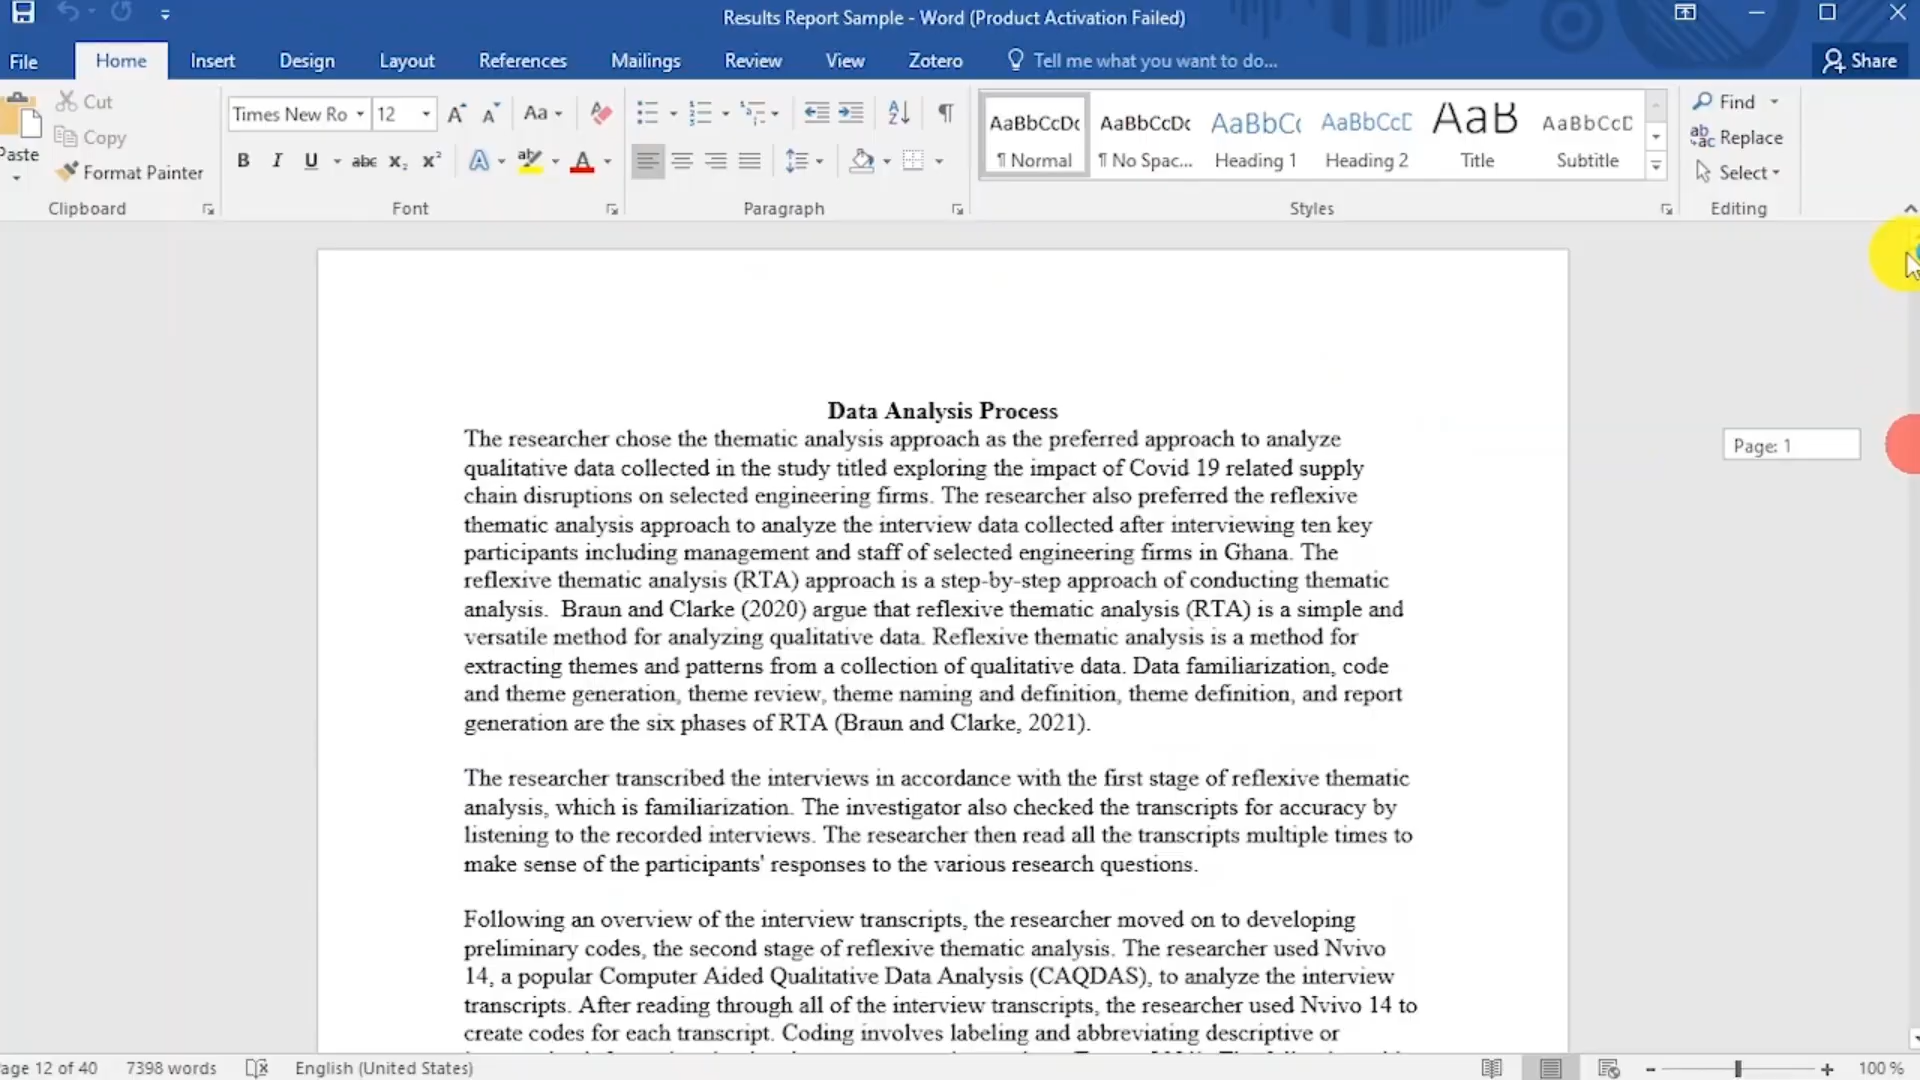 Results Report Sample - Word (Product Activation Failed)
File Home Insert Design Layout References Mailings Review View Zotero Tell me what you want to do... Share
Paste Cut Copy Format Painter Clipboard
Times New Ro 12 Aa
B I U abc X₂ X² A A
Font
Paragraph
AaBbCcDc AaBbCcDc AaBbC AaBbCcD AaB AaBbCcD
¶ Normal ¶ No Spac... Heading 1 Heading 2 Title Subtitle
Styles
Find
Replace
Select
Editing
Page: 1
Data Analysis Process
The researcher chose the thematic analysis approach as the preferred approach to analyze
qualitative data collected in the study titled exploring the impact of Covid 19 related supply
chain disruptions on selected engineering firms. The researcher also preferred the reflexive
thematic analysis approach to analyze the interview data collected after interviewing ten key
participants including management and staff of selected engineering firms in Ghana. The
reflexive thematic analysis (RTA) approach is a step-by-step approach of conducting thematic
analysis.  Braun and Clarke (2020) argue that reflexive thematic analysis (RTA) is a simple and
versatile method for analyzing qualitative data. Reflexive thematic analysis is a method for
extracting themes and patterns from a collection of qualitative data. Data familiarization, code
and theme generation, theme review, theme naming and definition, theme definition, and report
generation are the six phases of RTA (Braun and Clarke, 2021).
The researcher transcribed the interviews in accordance with the first stage of reflexive thematic
analysis, which is familiarization. The investigator also checked the transcripts for accuracy by
listening to the recorded interviews. The researcher then read all the transcripts multiple times to
make sense of the participants' responses to the various research questions.
Following an overview of the interview transcripts, the researcher moved on to developing
preliminary codes, the second stage of reflexive thematic analysis. The researcher used Nvivo
14, a popular Computer Aided Qualitative Data Analysis (CAQDAS), to analyze the interview
transcripts. After reading through all of the interview transcripts, the researcher used Nvivo 14 to
create codes for each transcript. Coding involves labeling and abbreviating descriptive or
age 12 of 40 7398 words English (United States) 100 %